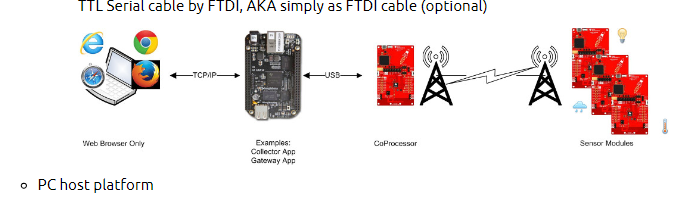 TTL Serial cable by FTDI, AKA simply as FTDI cable (optional)
TCP/IP
USB
Web Browser Only
Examples:
Collector App
Gateway App
CoProcessor
Sensor Modules
PC host platform